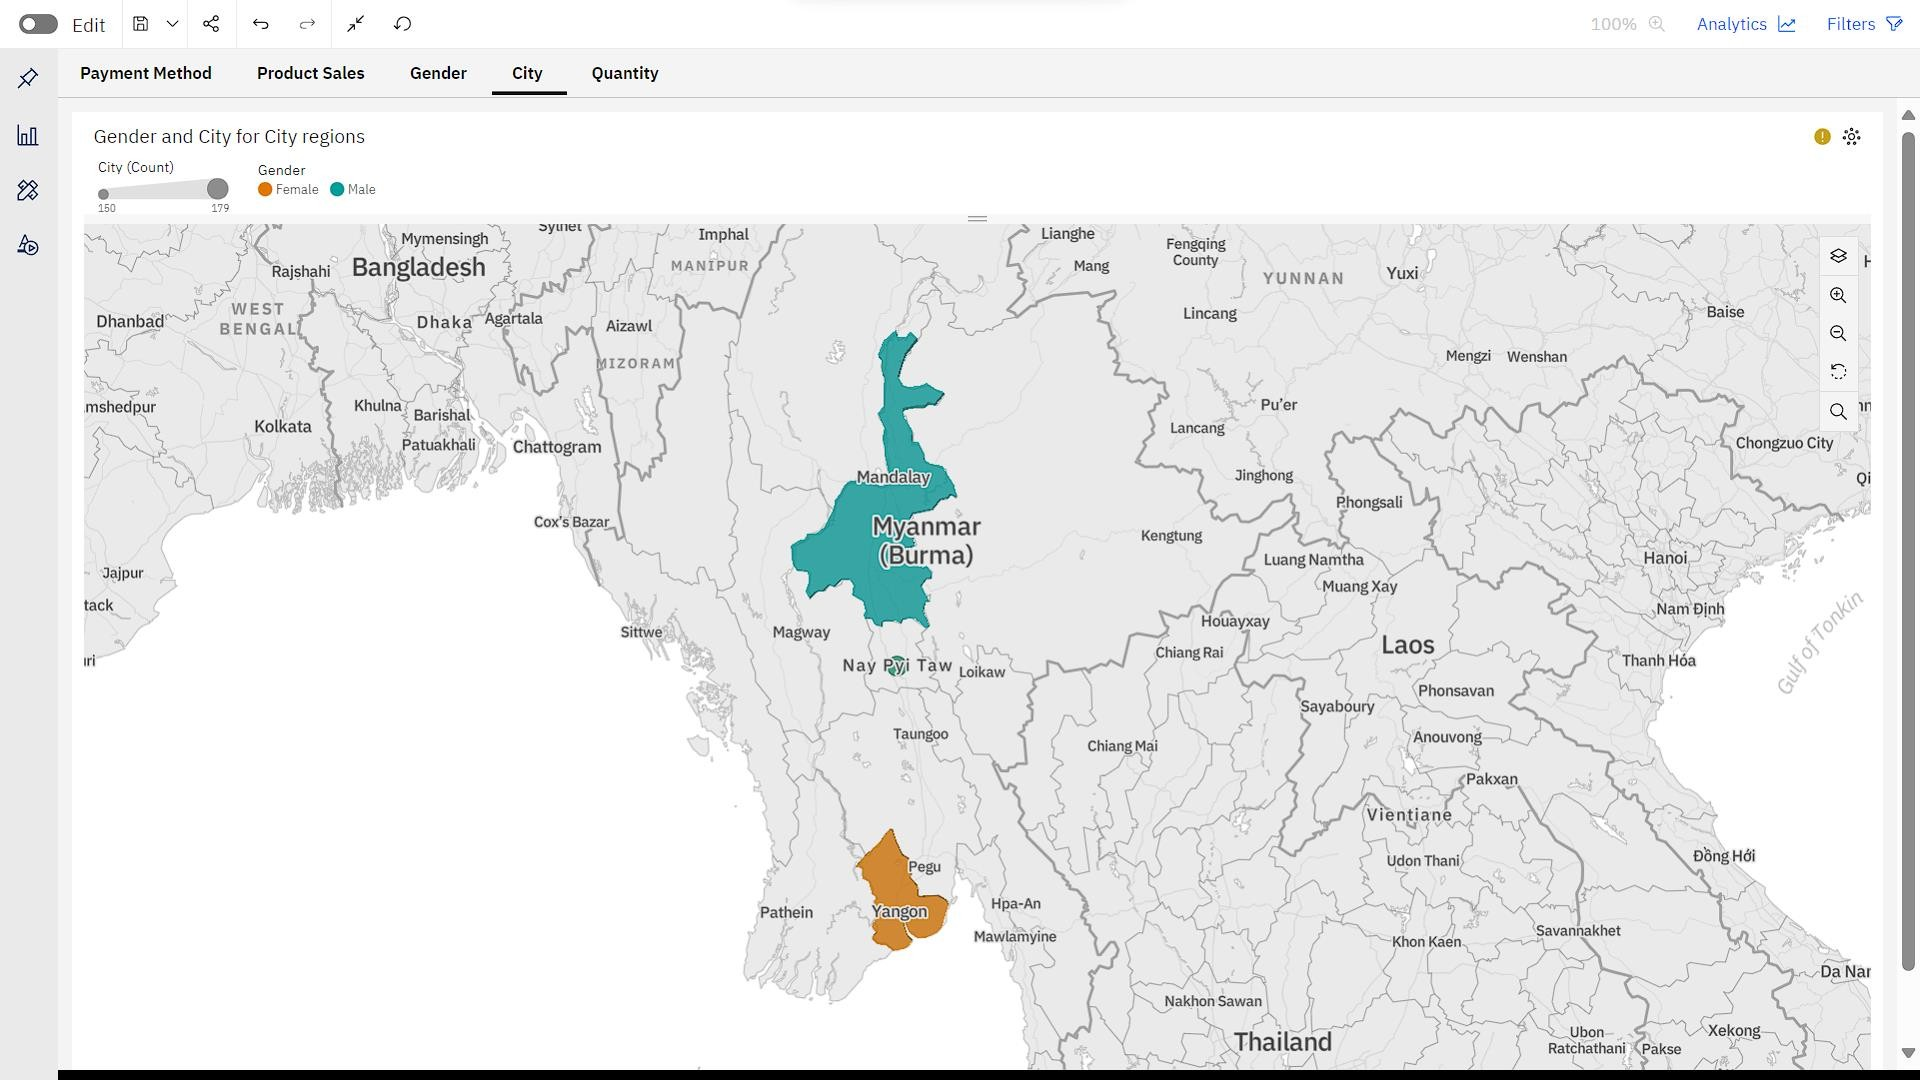 Edit
100%
Analytics
Filters
Payment Method
Product Sales
Gender
City
Quantity
Gender and City for City regions
City (Count)
150
179
Gender
Female
Male
Sylhet
Imphal
Lianghe
Mymensingh
Fengqing
County
Rajshahi
Bangladesh
MANIPUR
Mang
YUNNAN
Yuxi
H
WEST
BENGAL
Dhanbad
Dhaka
Agartala
Aizawl
Lincang
Baise
MIZORAM
Mengzi
Wenshan
mshedpur
Khulna
Barishal
Pu'er
Kolkata
Patuakhali
Chattogram
Lancang
Chongzuo City
Mandalay
Jinghong
Qi
Phongsali
Cox's Bazar
Myanmar
(Burma)
Kengtung
Luang Namtha
Hanoi
Jajpur
Muang Xay
tack
Nam Định
Sittwe
Magway
Houayxay
Gulf of Tonkin
Laos
Chiang Rai
Thanh Hóa
uri
Nay Pyi Taw
Loikaw
Phonsavan
Sayaboury
Taungoo
Chiang Mai
Anouvong
Pakxan
Vientiane
Udon Thani
Đồng Hới
Pegu
Pathein
Yangon
Hpa-An
Mawlamyine
Khon Kaen
Savannakhet
Da Nan
Nakhon Sawan
Thailand
Ubon
Ratchathani
Pakse
Xekong